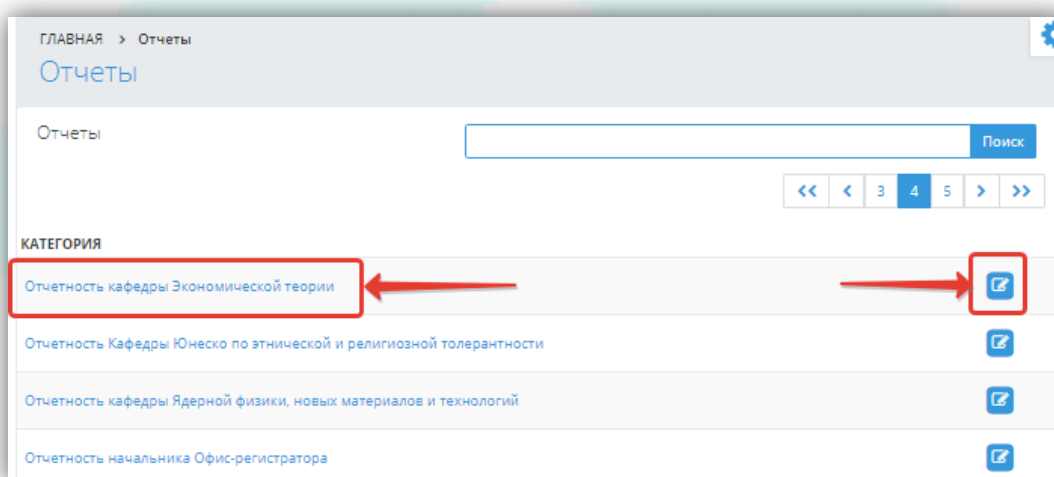 ГЛАВНАЯ > Отчеты
Отчеты
Отчеты
Поиск
<< < 3 4 5 > >>
КАТЕГОРИЯ
Отчетность кафедры Экономической теории
Отчетность Кафедры Юнеско по этнической и религиозной толерантности
Отчетность кафедры Ядерной физики, новых материалов и технологий
Отчетность начальника Офис-регистратора